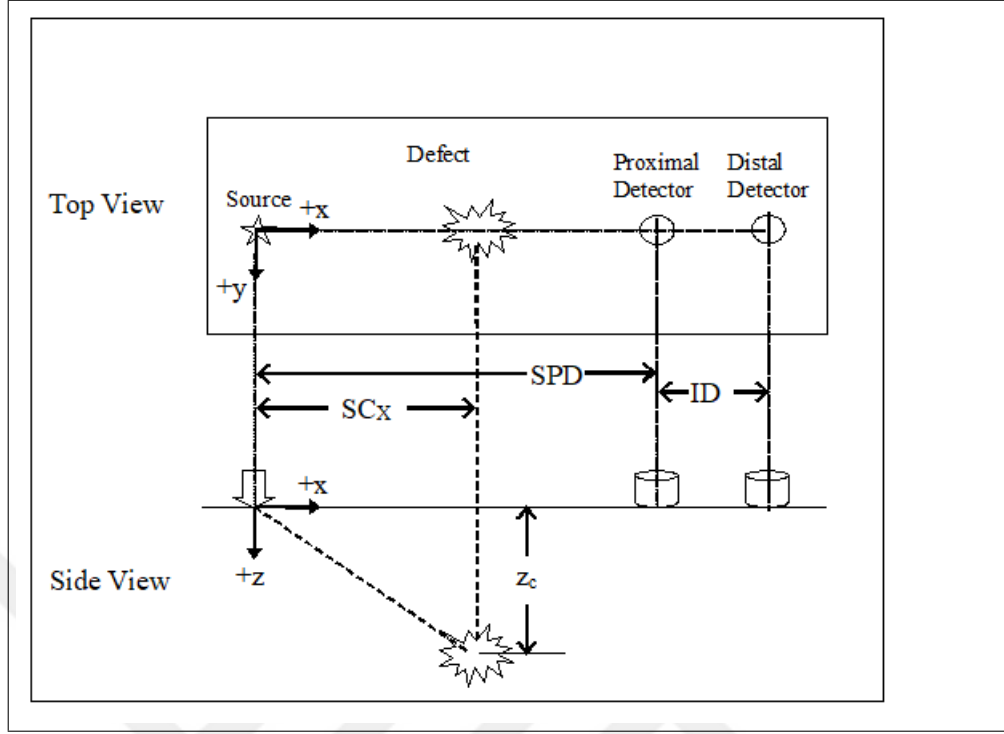 Defect
Proximal Distal
Detector Detector
Top View
Source
+x
+y
SPD
ID
SCx
+x
Side View
+z
zc